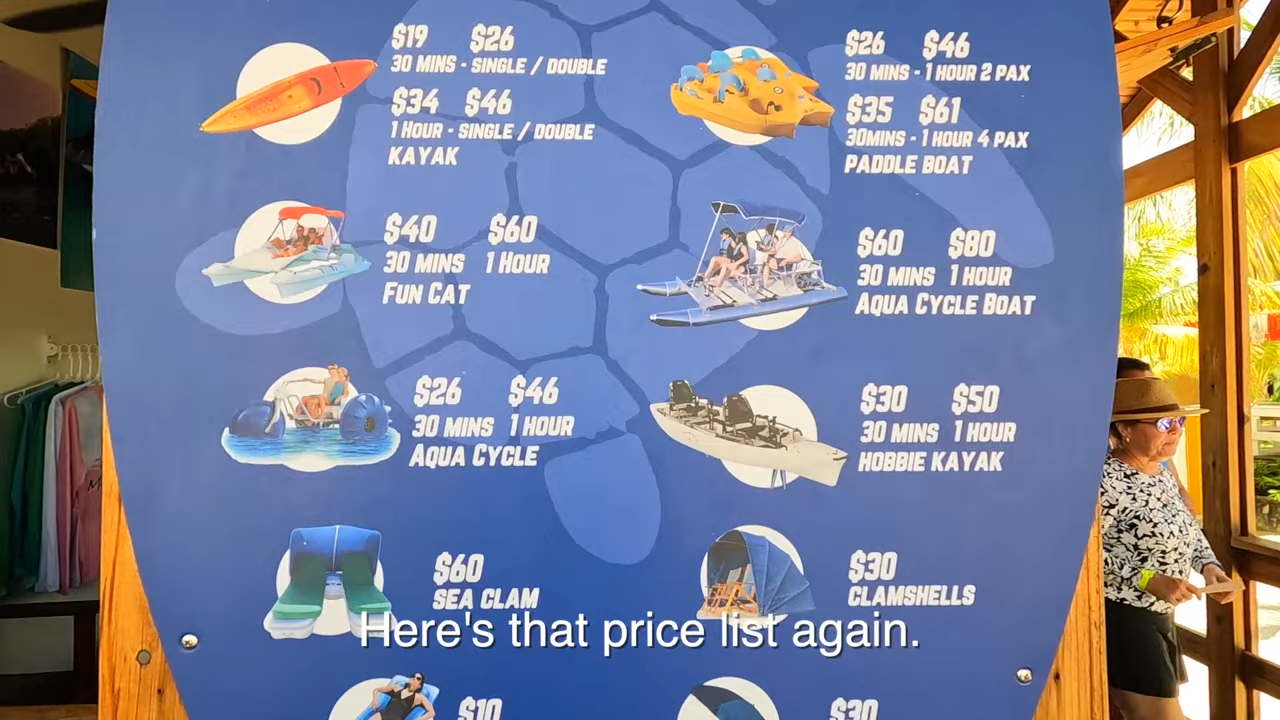 $19 $26
30 MINS - SINGLE / DOUBLE
$34 $46
1 HOUR - SINGLE / DOUBLE
KAYAK
$26 $46
30 MINS - 1 HOUR 2 PAX
$35 $61
30MINS - 1 HOUR 4 PAX
PADDLE BOAT
$40 $60
30 MINS 1 HOUR
FUN CAT
$60 $80
30 MINS 1 HOUR
AQUA CYCLE BOAT
$26 $46
30 MINS 1 HOUR
AQUA CYCLE
$30 $50
30 MINS 1 HOUR
HOBBIE KAYAK
$60
SEA CLAM
$30
CLAMSHELLS
Here's that price list again.
$10
$30